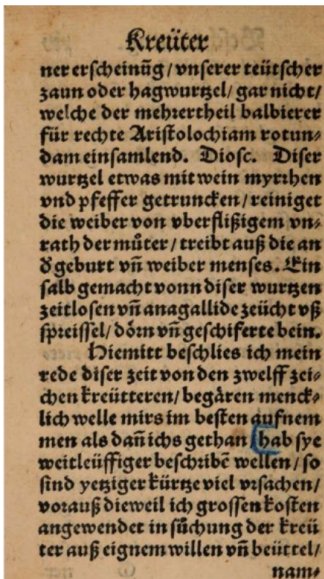 Kreüter
ner erscheinũg / vnserer teütscher
zaun oder hagwurtzel / gar nicht /
welche der mehrertheil balbierer
für rechte Aristolochiam rotun⸗
dam einsamlend. Diosc. Diser
wurtzel etwas mit wein myrrhen
vnd pfeffer getruncken / reiniget
die weiber von vberflißigem vn⸗
rath der můter / treibt auß die an
ď geburt vñ weiber menses. Ein
salb gemacht vonn diser wurtzen
zeitlosen vñ anagallide zeücht vß
spreissel / dörn vñ geschiferte bein.
Hiemitt beschlies ich mein
rede diser zeit von den zwelff zei⸗
chen kreütteren / begären menck⸗
lich welle mirs im besten aufnem
men als dañ ichs gethan hab sye
weitleüffiger beschribẽ wellen / so
sind yetziger kürtze viel vrsachen /
vorauß dieweil ich grossen kosten
angewendet in sůchung der kreü
ter auß eignem willen vñ beüttel /
nam⸗